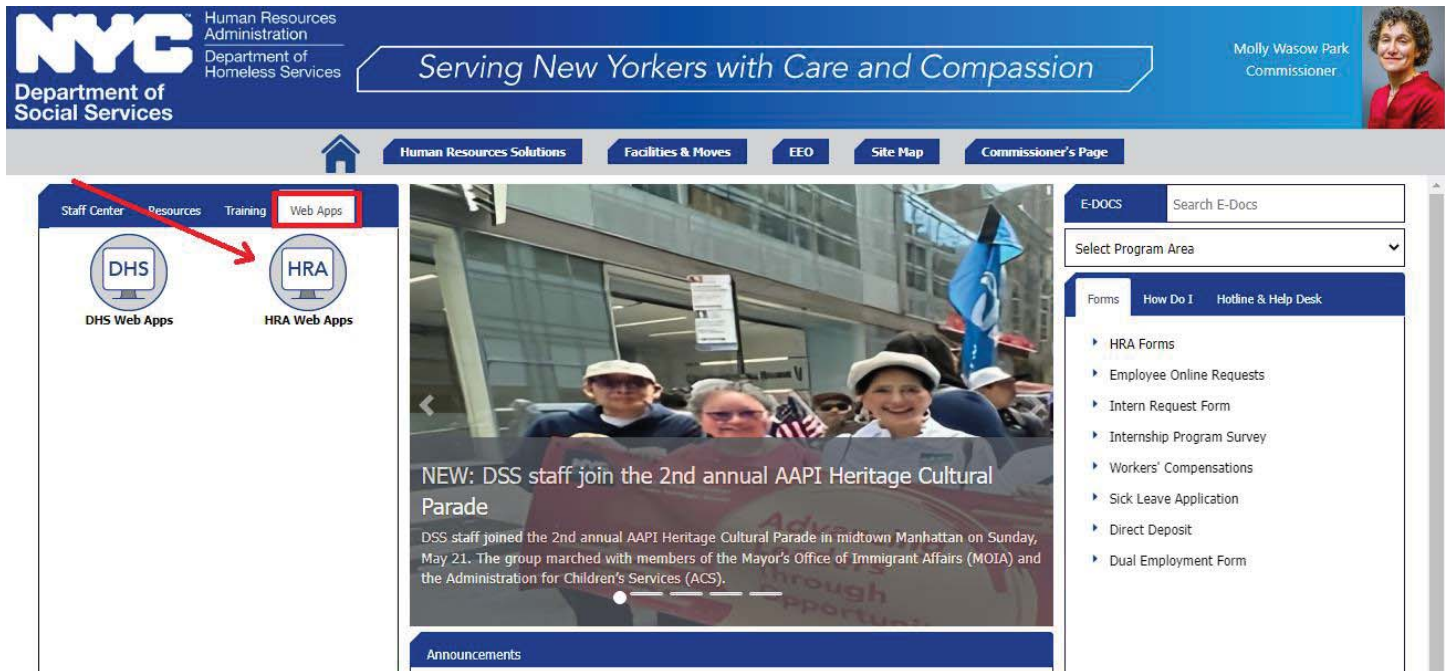 NYC
Human Resources
Administration
Department of
Homeless Services
Department of
Social Services
Serving New Yorkers with Care and Compassion
Molly Wasow Park
Commissioner
Human Resources Solutions
Facilities & Moves
EEO
Site Map
Commissioner's Page
Staff Center
Resources
Training
Web Apps
DHS
HRA
DHS Web Apps
HRA Web Apps
NEW: DSS staff join the 2nd annual AAPI Heritage Cultural
Parade
DSS staff joined the 2nd annual AAPI Heritage Cultural Parade in midtown Manhattan on Sunday,
May 21. The group marched with members of the Mayor's Office of Immigrant Affairs (MOIA) and
the Administration for Children's Services (ACS).
Advancing
Leaders
Through
Opportunity
Announcements
E-DOCS
Search E-Docs
Select Program Area
Forms
How Do I
Hotline & Help Desk
HRA Forms
Employee Online Requests
Intern Request Form
Internship Program Survey
Workers' Compensations
Sick Leave Application
Direct Deposit
Dual Employment Form